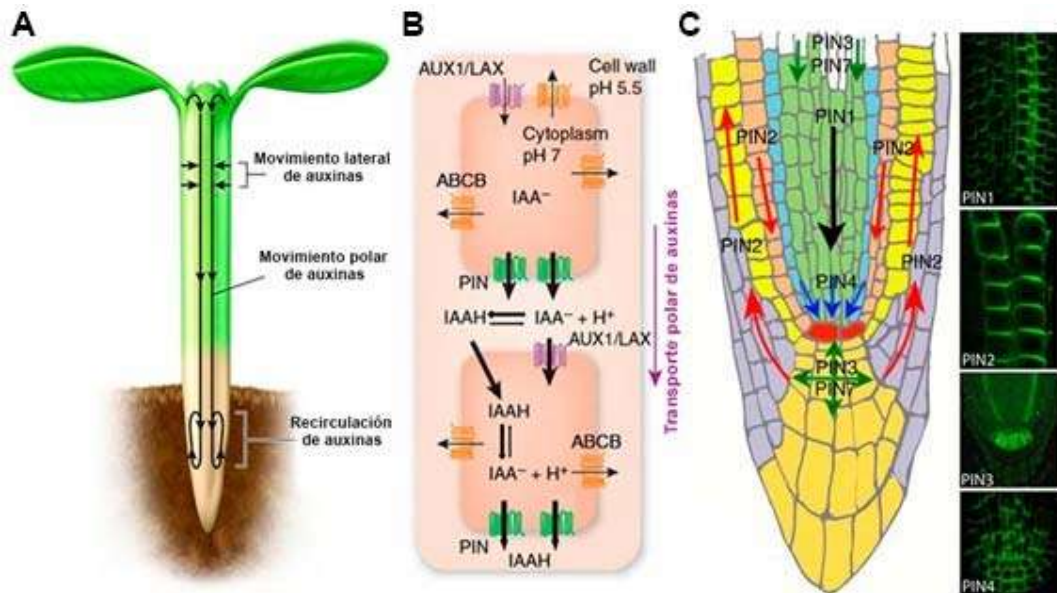 A
Movimiento lateral
de auxinas
Movimiento polar
de auxinas
Recirculación
de auxinas
B
AUX1/LAX
Cell wall
pH 5.5
Cytoplasm
pH 7
ABCB
IAA⁻
PIN
IAAH
IAA⁻ + H⁺
AUX1/LAX
IAAH
ABCB
IAA⁻ + H⁺
PIN
IAAH
Transporte polar de auxinas
C
PIN3
PIN7
PIN1
PIN2
PIN2
PIN2
PIN2
PIN4
PIN3
PIN7
PIN1
PIN2
PIN3
PIN4